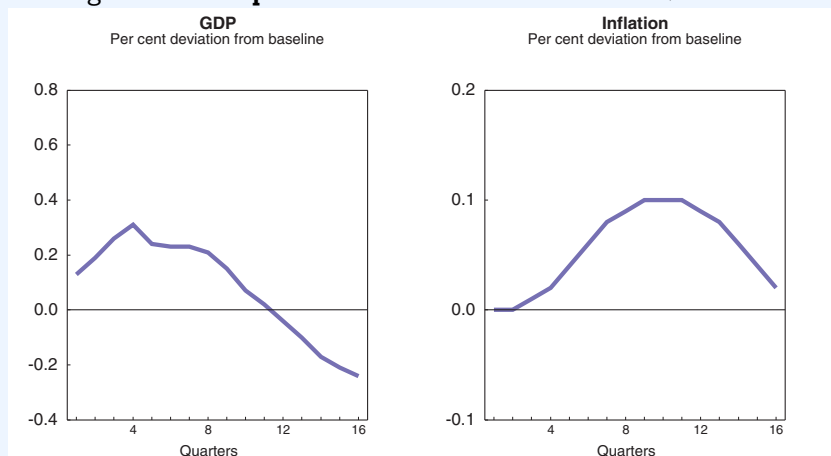 GDP
Per cent deviation from baseline
0.8
0.6
0.4
0.2
0.0
-0.2
-0.4
4 8 12 16
Quarters
Inflation
Per cent deviation from baseline
0.2
0.1
0.0
-0.1
4 8 12 16
Quarters